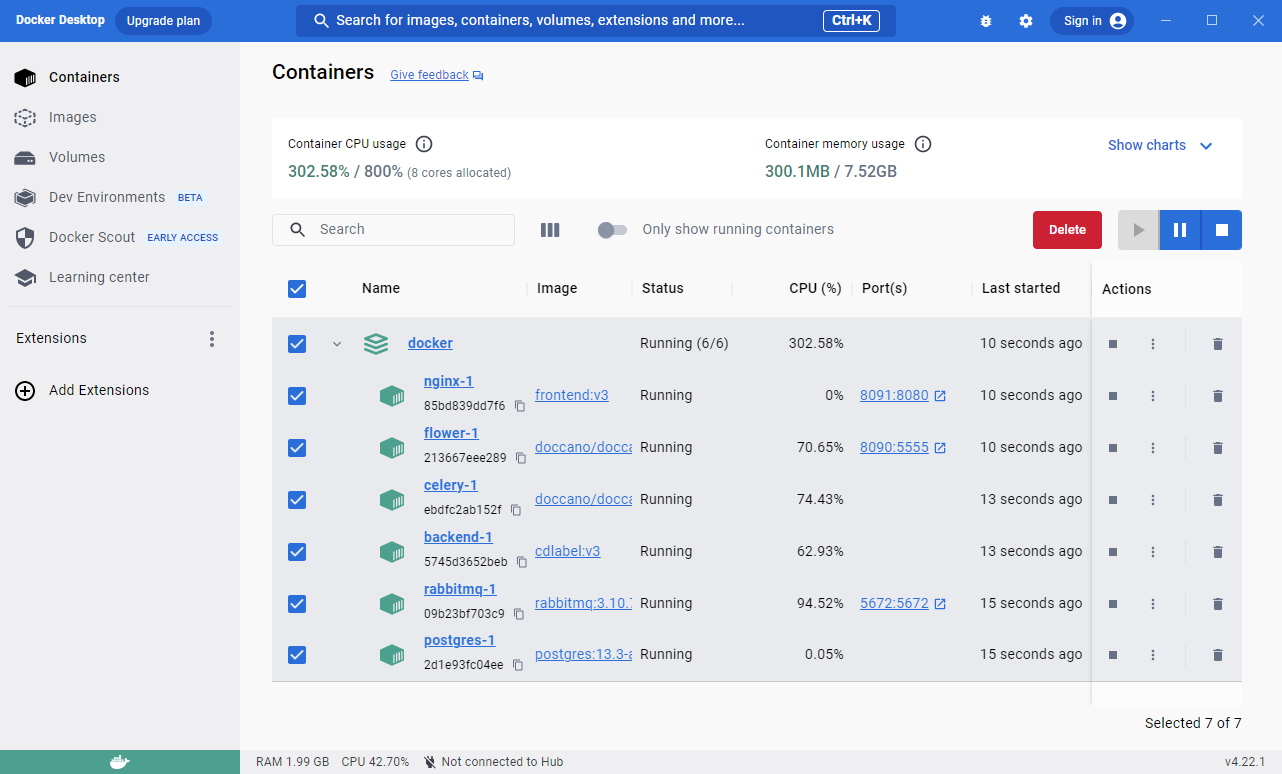 Docker Desktop Upgrade plan Search for images, containers, volumes, extensions and more... Ctrl+K Sign in
Containers
Images
Volumes
Dev Environments BETA
Docker Scout EARLY ACCESS
Learning center
Extensions
Add Extensions
Containers Give feedback
Container CPU usage Container memory usage Show charts
302.58% / 800% (8 cores allocated) 300.1MB / 7.52GB
Search Only show running containers Delete
Name Image Status CPU (%) Port(s) Last started Actions
docker Running (6/6) 302.58% 10 seconds ago
nginx-1
85bd839dd7f6 frontend:v3 Running 0% 8091:8080 10 seconds ago
flower-1
213667eee289 doccano/docca Running 70.65% 8090:5555 10 seconds ago
celery-1
ebdfc2ab152f doccano/docca Running 74.43% 13 seconds ago
backend-1
5745d3652beb cdlabel:v3 Running 62.93% 13 seconds ago
rabbitmq-1
09b23bf703c9 rabbitmq:3.10.7 Running 94.52% 5672:5672 15 seconds ago
postgres-1
2d1e93fc04ee postgres:13.3-a Running 0.05% 15 seconds ago
Selected 7 of 7
RAM 1.99 GB CPU 42.70% Not connected to Hub v4.22.1